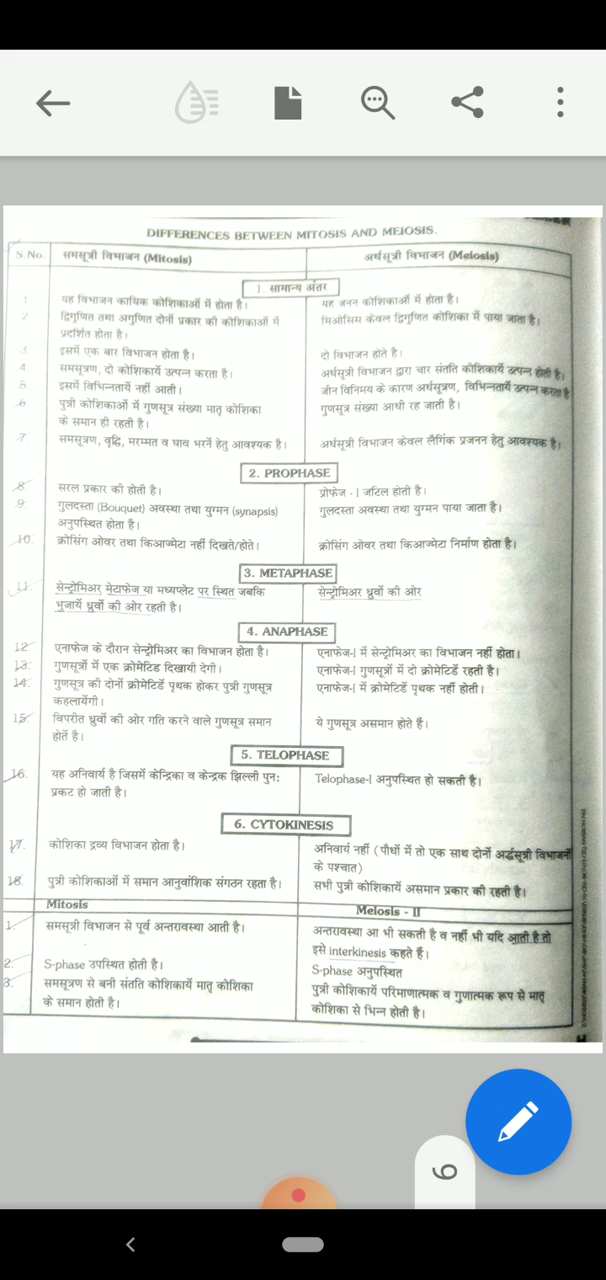 DIFFERENCES BETWEEN MITOSIS AND MEIOSIS.
S.No. समसूत्री विभाजन (Mitosis) अर्धसूत्री विभाजन (Meiosis)
1. सामान्य अंतर
1. यह विभाजन कायिक कोशिकाओं में होता है। यह जनन कोशिकाओं में होता है।
2. द्विगुणित तथा अगुणित दोनों प्रकार की कोशिकाओं में मिओसिस केवल द्विगुणित कोशिका में पाया जाता है।
प्रदर्शित होता है।
3. इसमें एक बार विभाजन होता है। दो विभाजन होते है।
4. समसूत्रण, दो कोशिकायें उत्पन्न करता है। अर्धसूत्री विभाजन द्वारा चार संतति कोशिकायें उत्पन्न होती है।
5. इसमें विभिन्नतायें नहीं आती। जीन विनिमय के कारण अर्धसूत्रण, विभिन्नतायें उत्पन्न करता है
6. पुत्री कोशिकाओं में गुणसूत्र संख्या मातृ कोशिका गुणसूत्र संख्या आधी रह जाती है।
के समान ही रहती है।
7. समसूत्रण, वृद्धि, मरम्मत व घाव भरनें हेतु आवश्यक है। अर्धसूत्री विभाजन केवल लैगिंक प्रजनन हेतु आवश्यक है।
2. PROPHASE
8. सरल प्रकार की होती है। प्रोफेज - I जटिल होती है।
9. गुलदस्ता (Bouquet) अवस्था तथा युग्मन (synapsis) गुलदस्ता अवस्था तथा युग्मन पाया जाता है।
अनुपस्थित होता है।
10. क्रोसिंग ओवर तथा किआज्मेटा नहीं दिखते/होते। क्रोसिंग ओवर तथा किआज्मेटा निर्माण होता है।
3. METAPHASE
11. सेन्ट्रोमिअर मेटाफेज या मध्यप्लेट पर स्थित जबकि सेन्ट्रोमिअर ध्रुवों की ओर
भुजायें ध्रुवों की ओर रहती है।
4. ANAPHASE
12. एनाफेज के दौरान सेन्ट्रोमिअर का विभाजन होता है। एनाफेज-I में सेन्ट्रोमिअर का विभाजन नहीं होता।
13. गुणसूत्रों में एक क्रोमेटिड दिखायी देगी। एनाफेज-I गुणसूत्रों में दो क्रोमेटिडें रहती है।
14. गुणसूत्र की दोनों क्रोमेटिडें पृथक होकर पुत्री गुणसूत्र एनाफेज-I में क्रोमेटिडें पृथक नहीं होती।
कहलायेंगी।
15. विपरीत ध्रुवों की ओर गति करने वाले गुणसूत्र समान ये गुणसूत्र असमान होते हैं।
होतें है।
5. TELOPHASE
16. यह अनिवार्य है जिसमें केन्द्रिका व केन्द्रक झिल्ली पुनः Telophase-I अनुपस्थित हो सकती है।
प्रकट हो जाती है।
6. CYTOKINESIS
17. कोशिका द्रव्य विभाजन होता है। अनिवार्य नहीं (पौधों में तो एक साथ दोनों अर्द्धसूत्री विभाजनों
के पश्चात)
18. पुत्री कोशिकाओं में समान आनुवांशिक संगठन रहता है। सभी पुत्री कोशिकायें असमान प्रकार की रहती है।
Mitosis Meiosis - II
1. समसूत्री विभाजन से पूर्व अन्तरावस्था आती है। अन्तरावस्था आ भी सकती है व नहीं भी यदि आती है तो
इसे interkinesis कहते हैं।
2. S-phase उपस्थित होती है। S-phase अनुपस्थित
3. समसूत्रण से बनी संतति कोशिकायें मातृ कोशिका पुत्री कोशिकायें परिमाणात्मक व गुणात्मक रूप से मातृ
के समान होती है। कोशिका से भिन्न होती है।
6